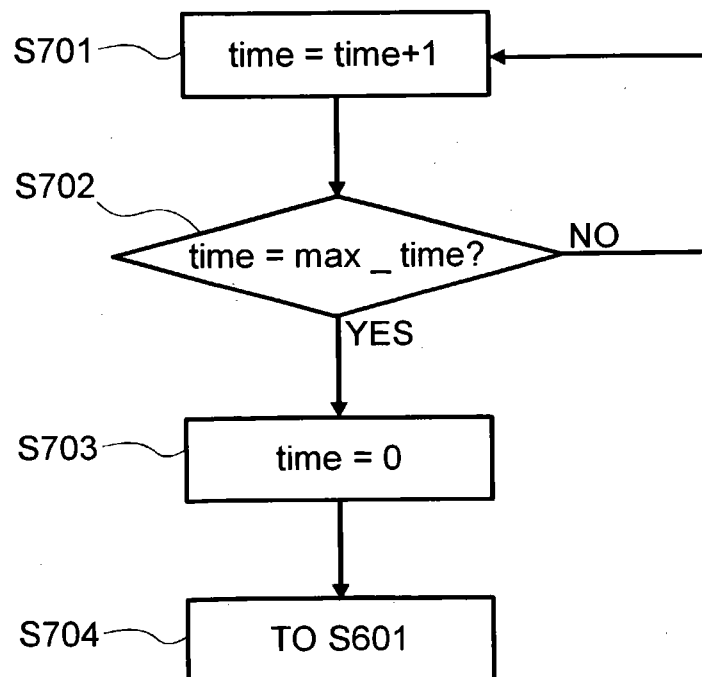 S701
time = time+1
S702
time = max _ time?
NO
YES
S703
time = 0
S704
TO S601